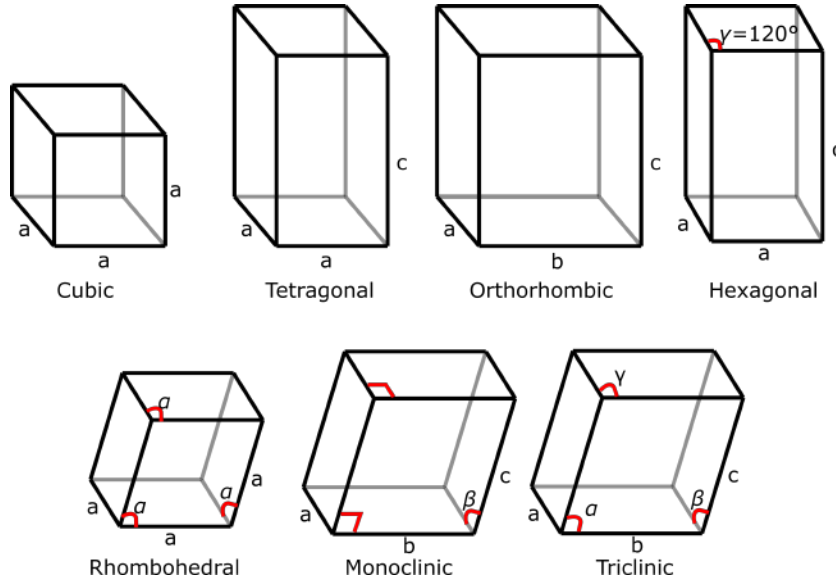 γ=120°
a
c
c
c
a
a
a
a
a
a
b
a
Cubic
Tetragonal
Orthorhombic
Hexagonal
α
γ
a
α
α
a
a
β
c
a
α
β
c
a
b
b
Rhombohedral
Monoclinic
Triclinic